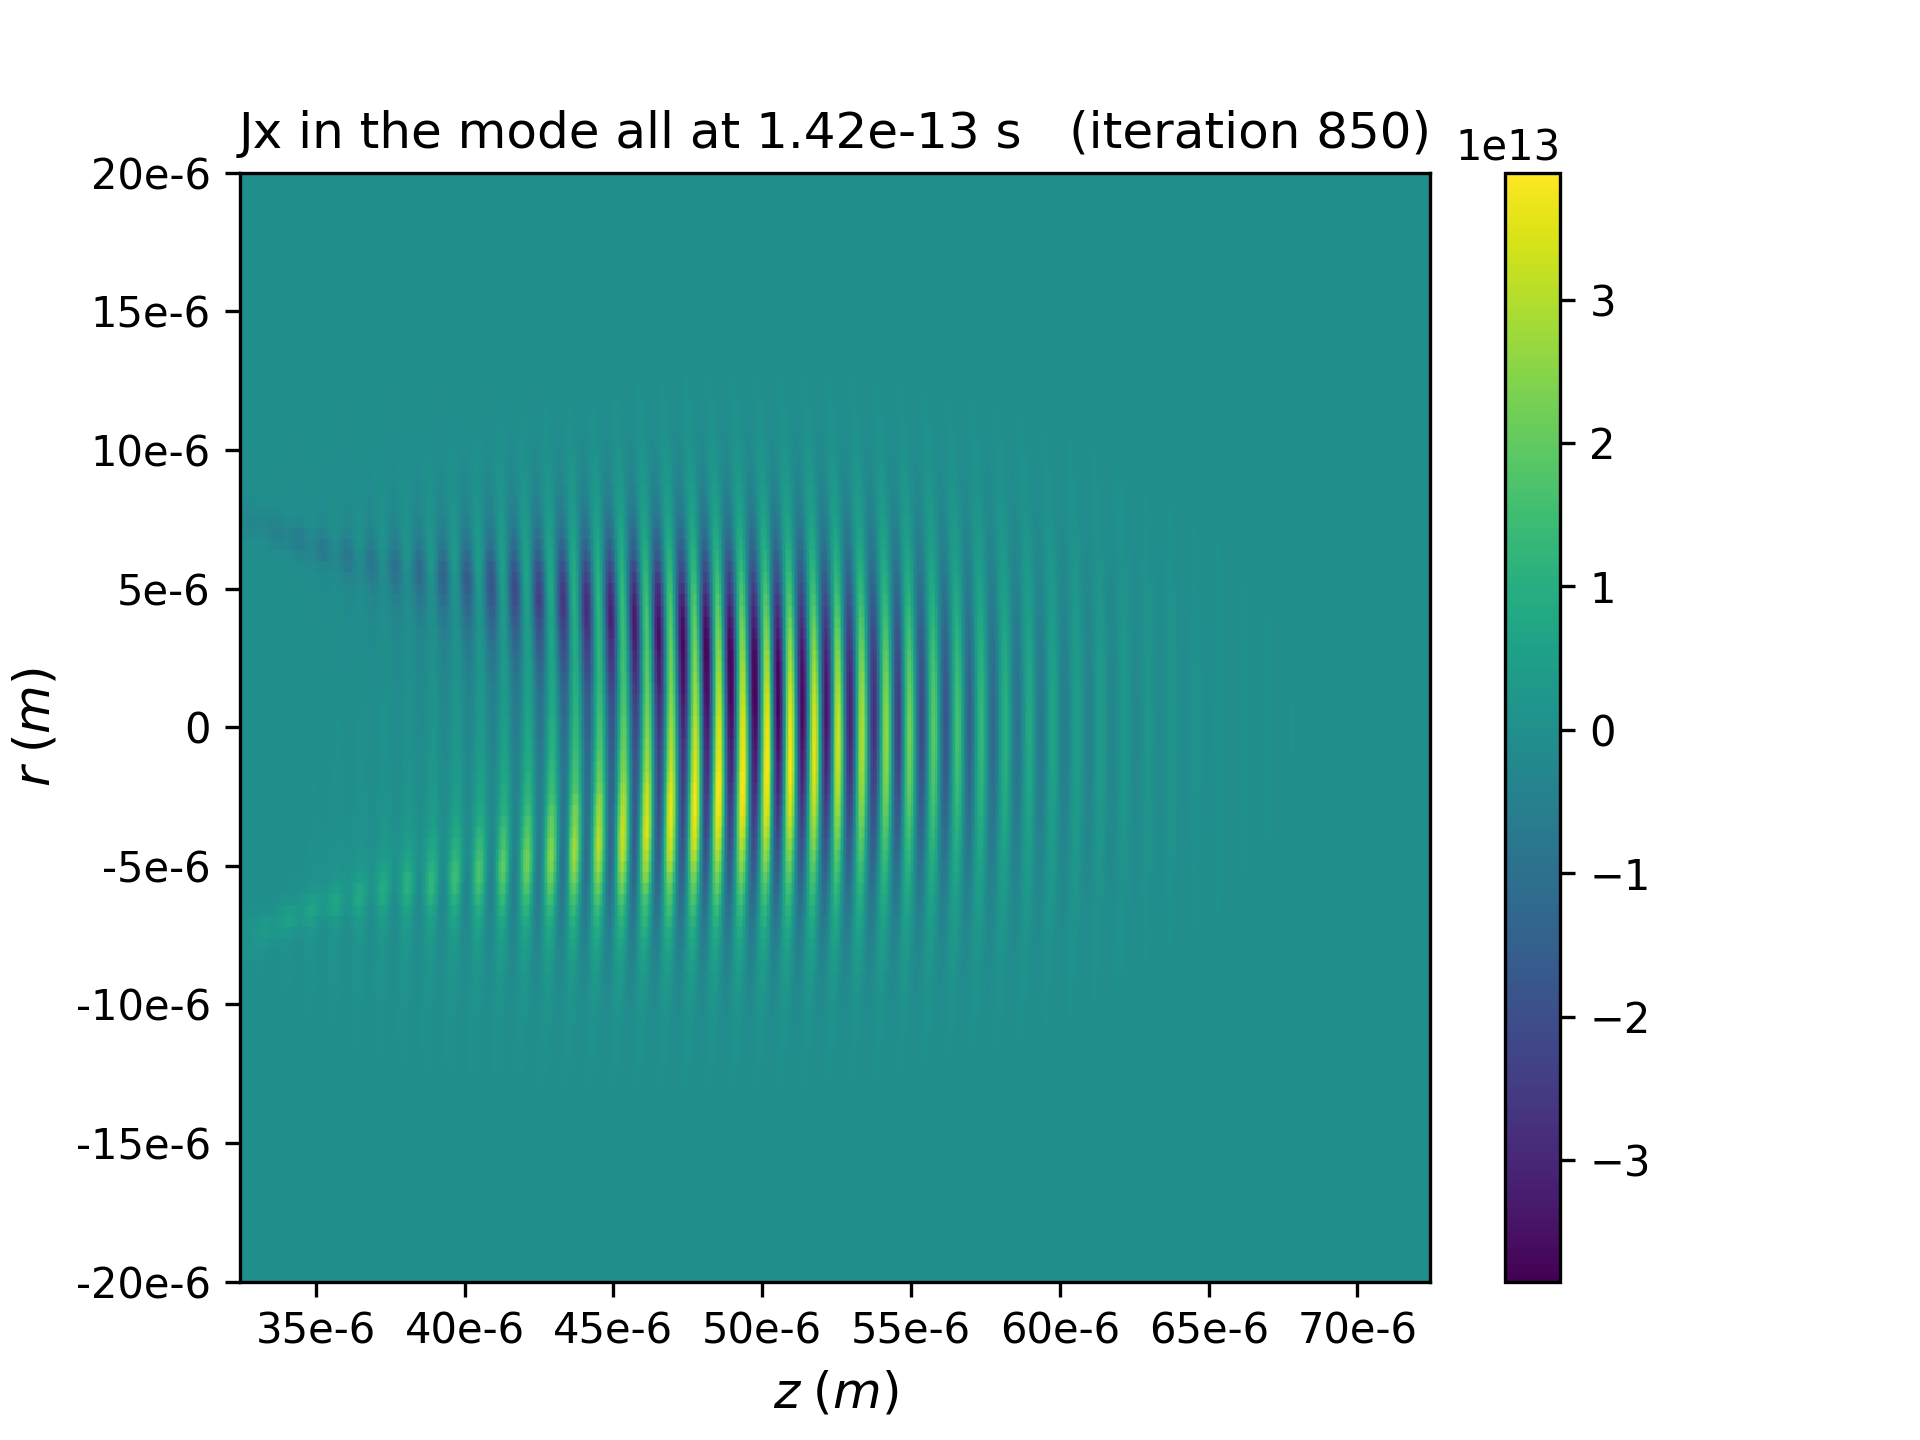 Jx in the mode all at 1.42e-13 s (iteration 850)
1e13
20e-6
15e-6
10e-6
5e-6
0
-5e-6
-10e-6
-15e-6
-20e-6
r (m)
35e-6 40e-6 45e-6 50e-6 55e-6 60e-6 65e-6 70e-6
z (m)
3
2
1
0
−1
−2
−3